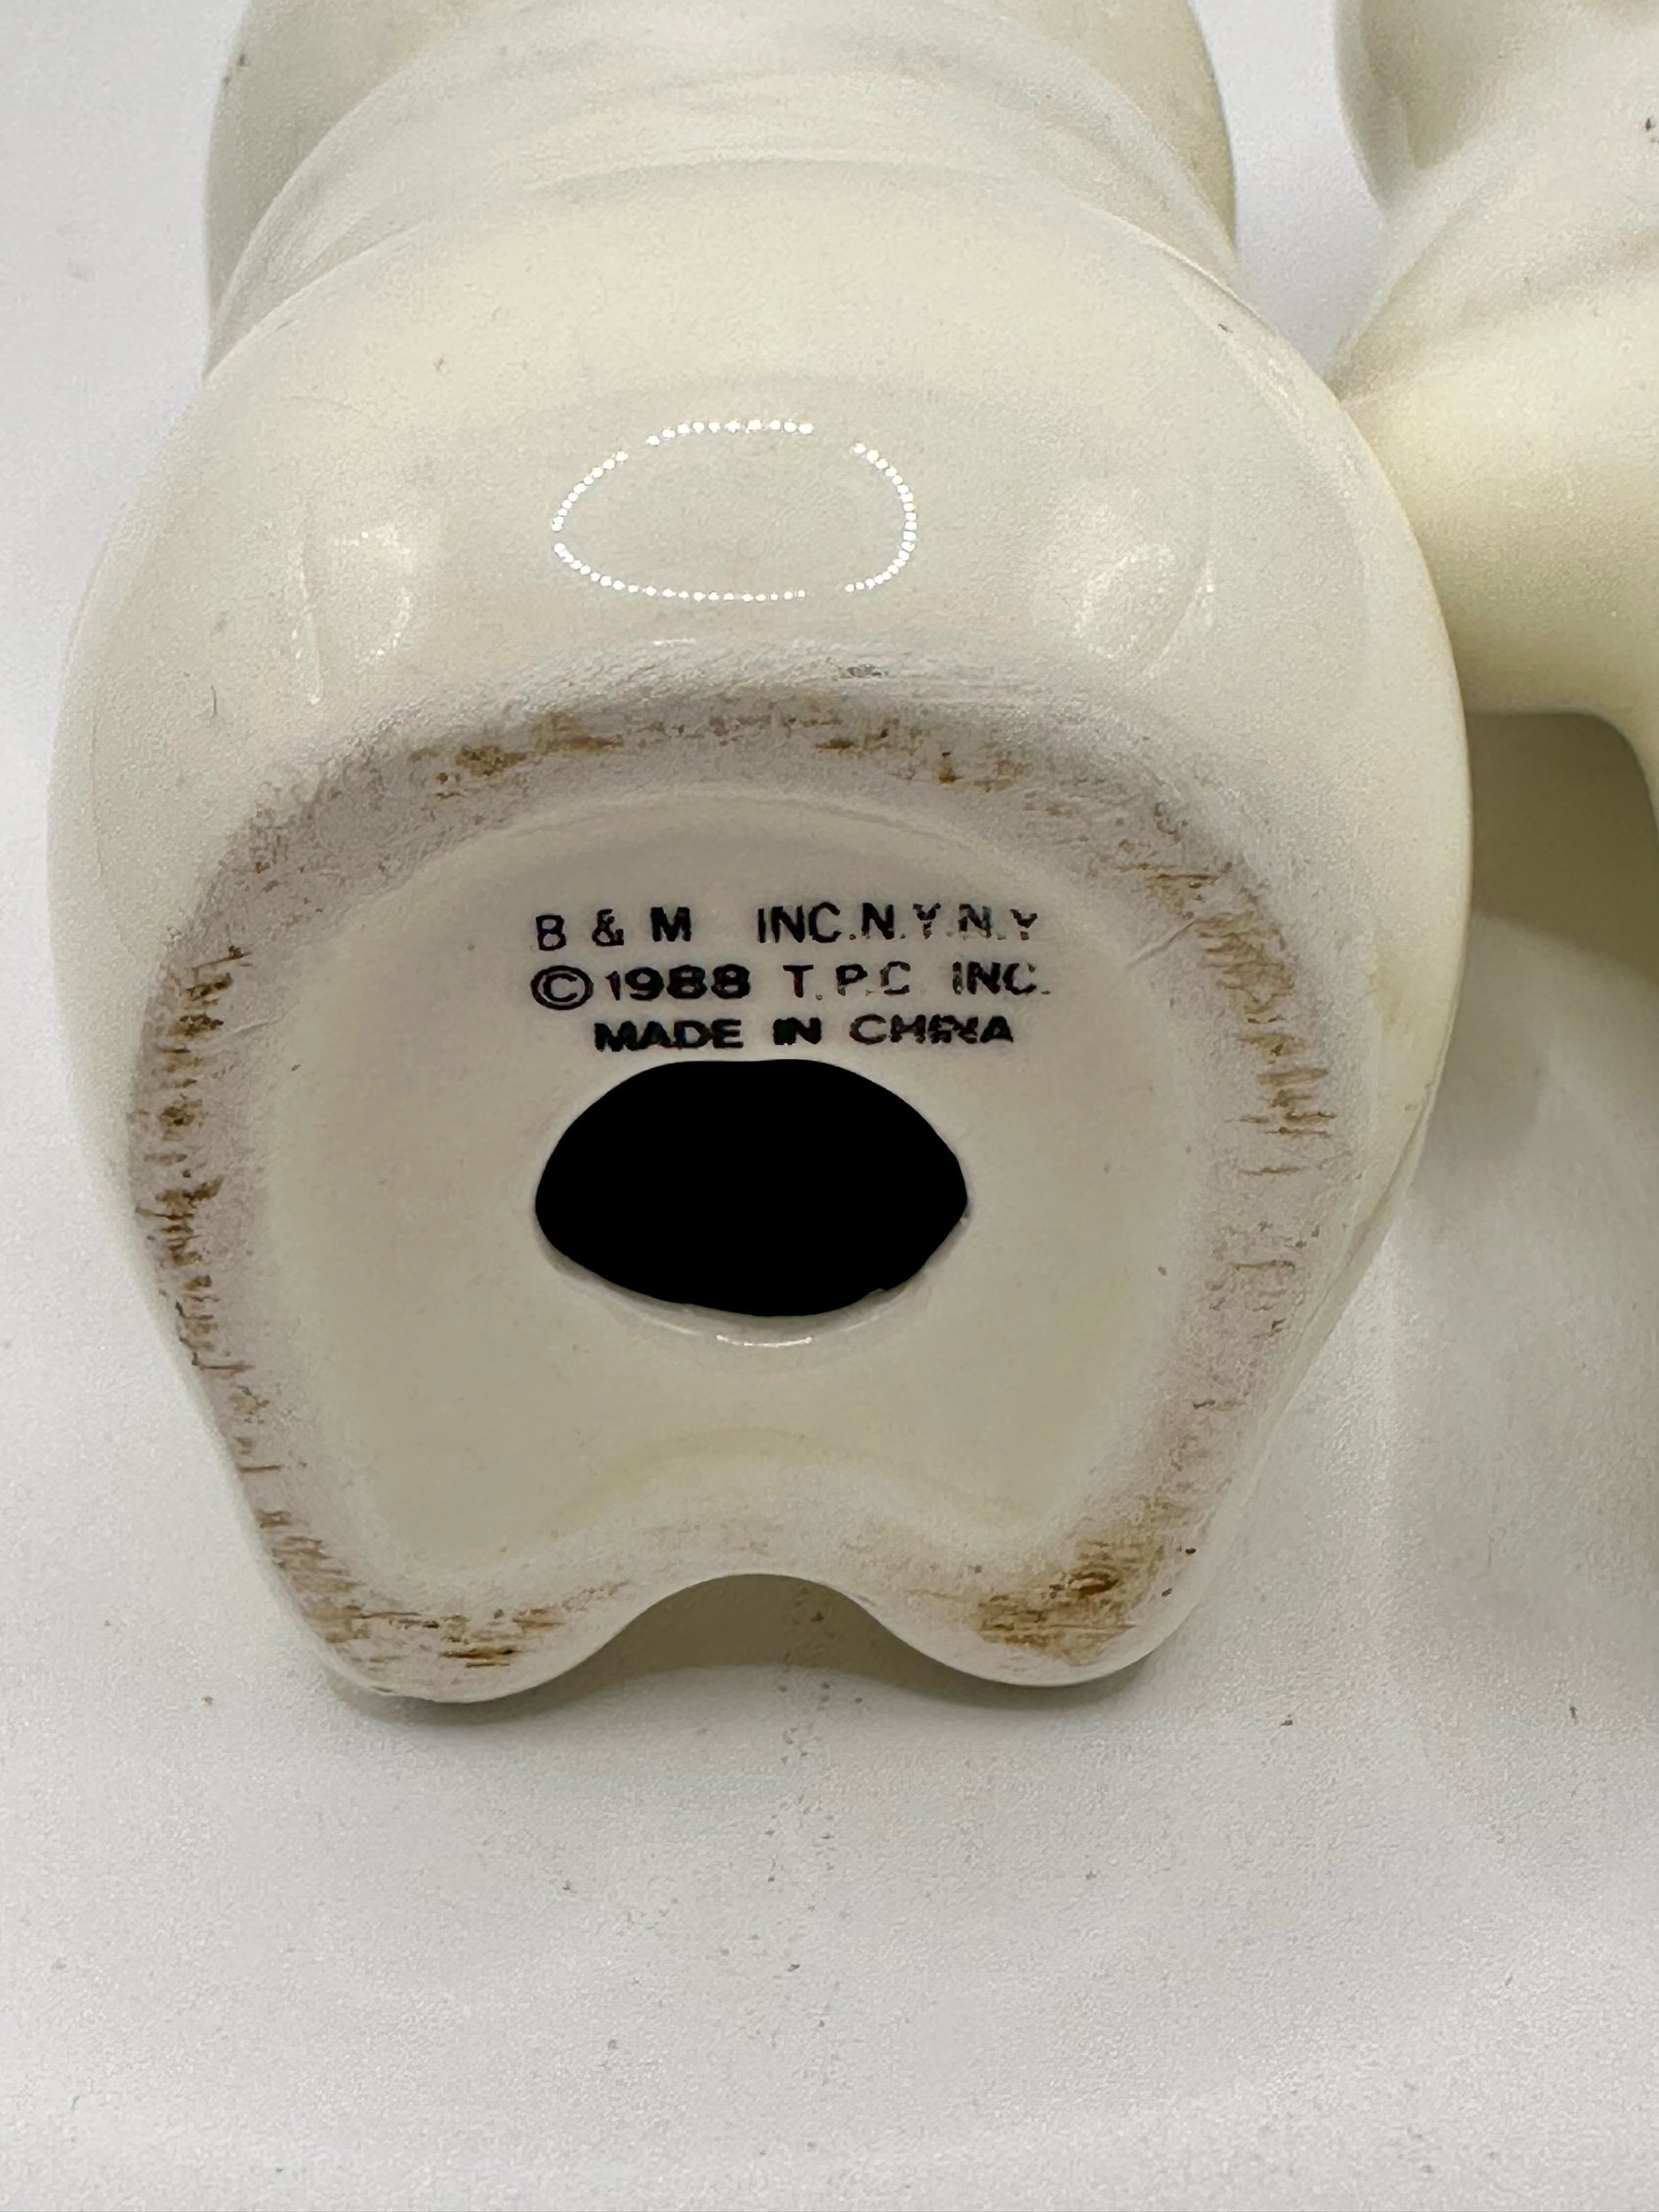 B & M INC.N.Y.N.Y
©1988 T.P.C INC.
MADE IN CHINA